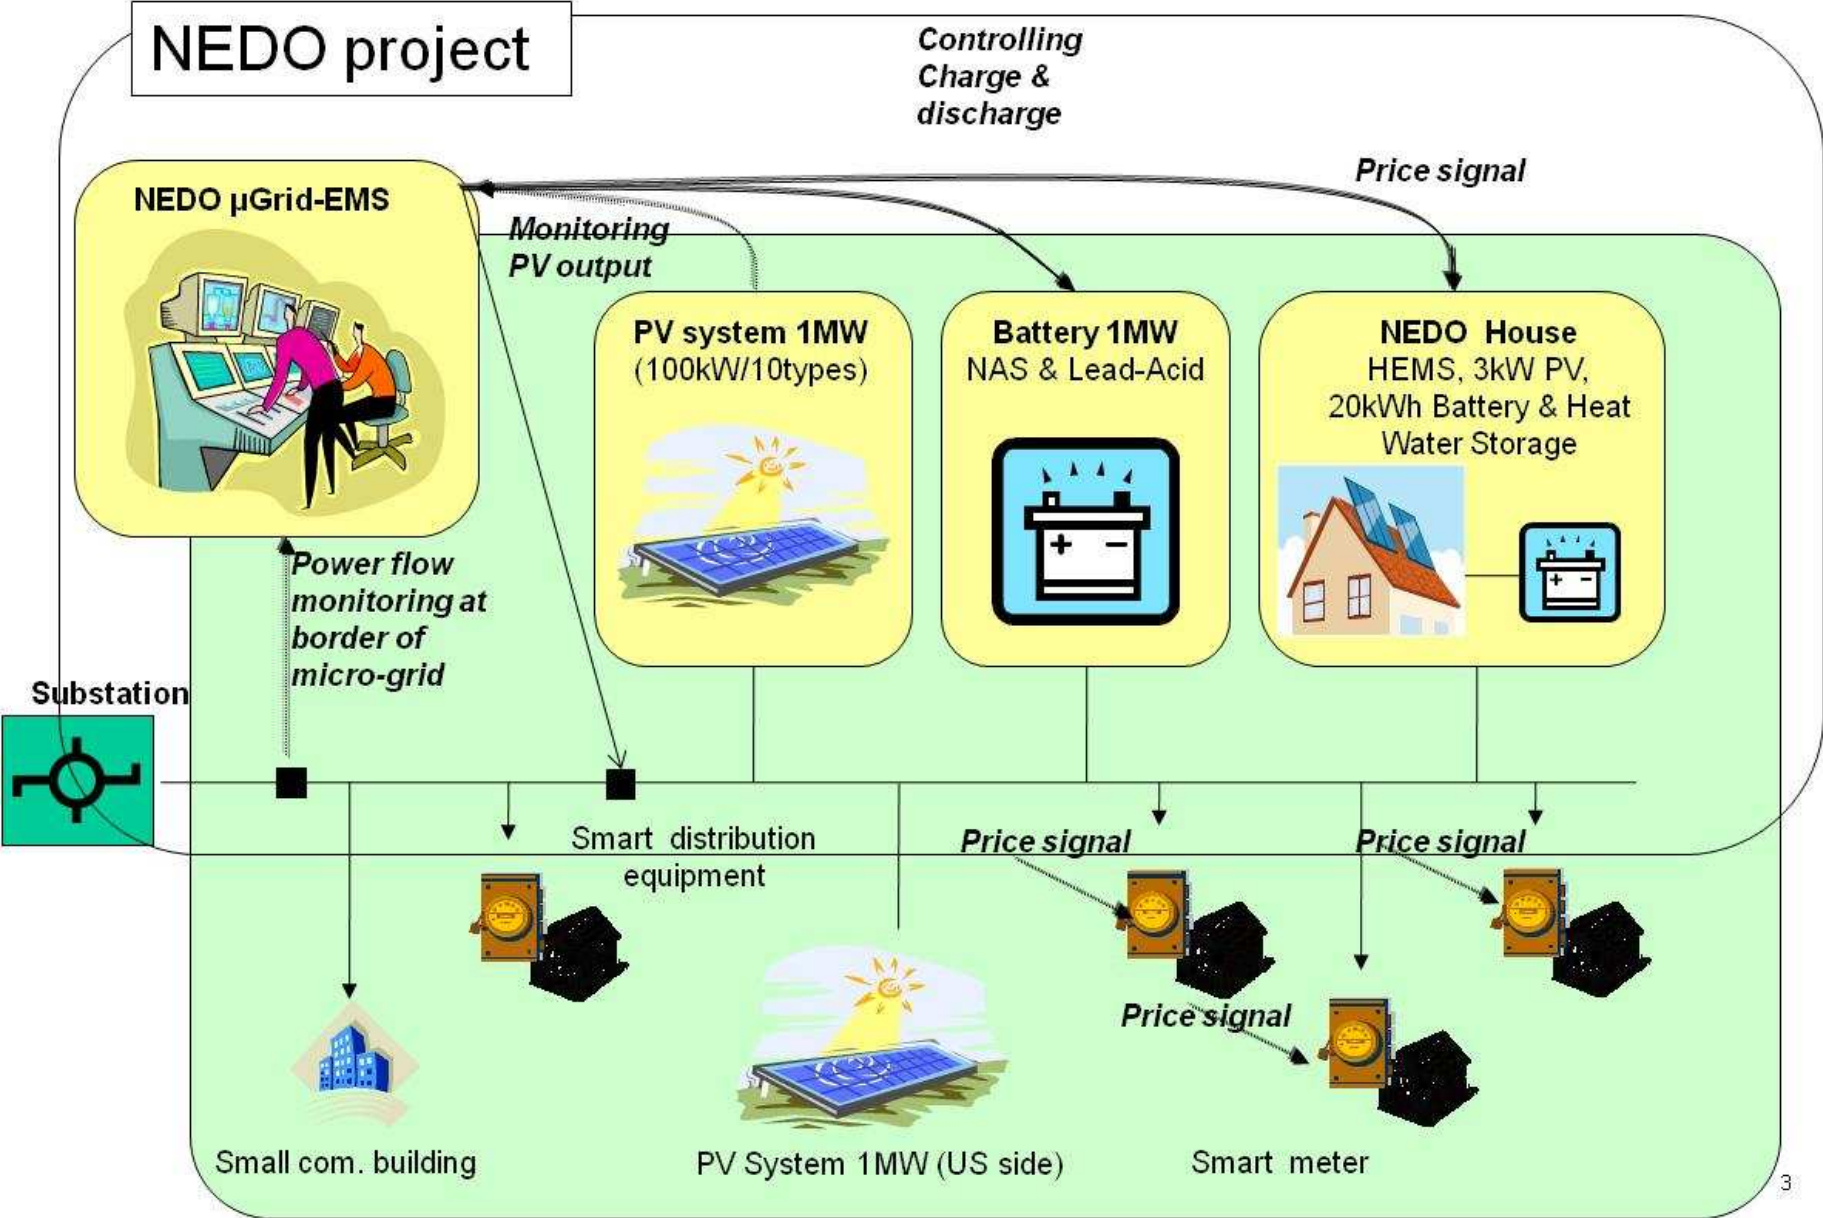 NEDO project
Controlling
Charge &
discharge
Price signal
NEDO µGrid-EMS
Monitoring
PV output
PV system 1MW
(100kW/10types)
Battery 1MW
NAS & Lead-Acid
NEDO House
HEMS, 3kW PV,
20kWh Battery & Heat
Water Storage
Power flow
monitoring at
border of
micro-grid
Substation
Smart distribution
equipment
Price signal
Price signal
Price signal
Small com. building
PV System 1MW (US side)
Smart meter
3